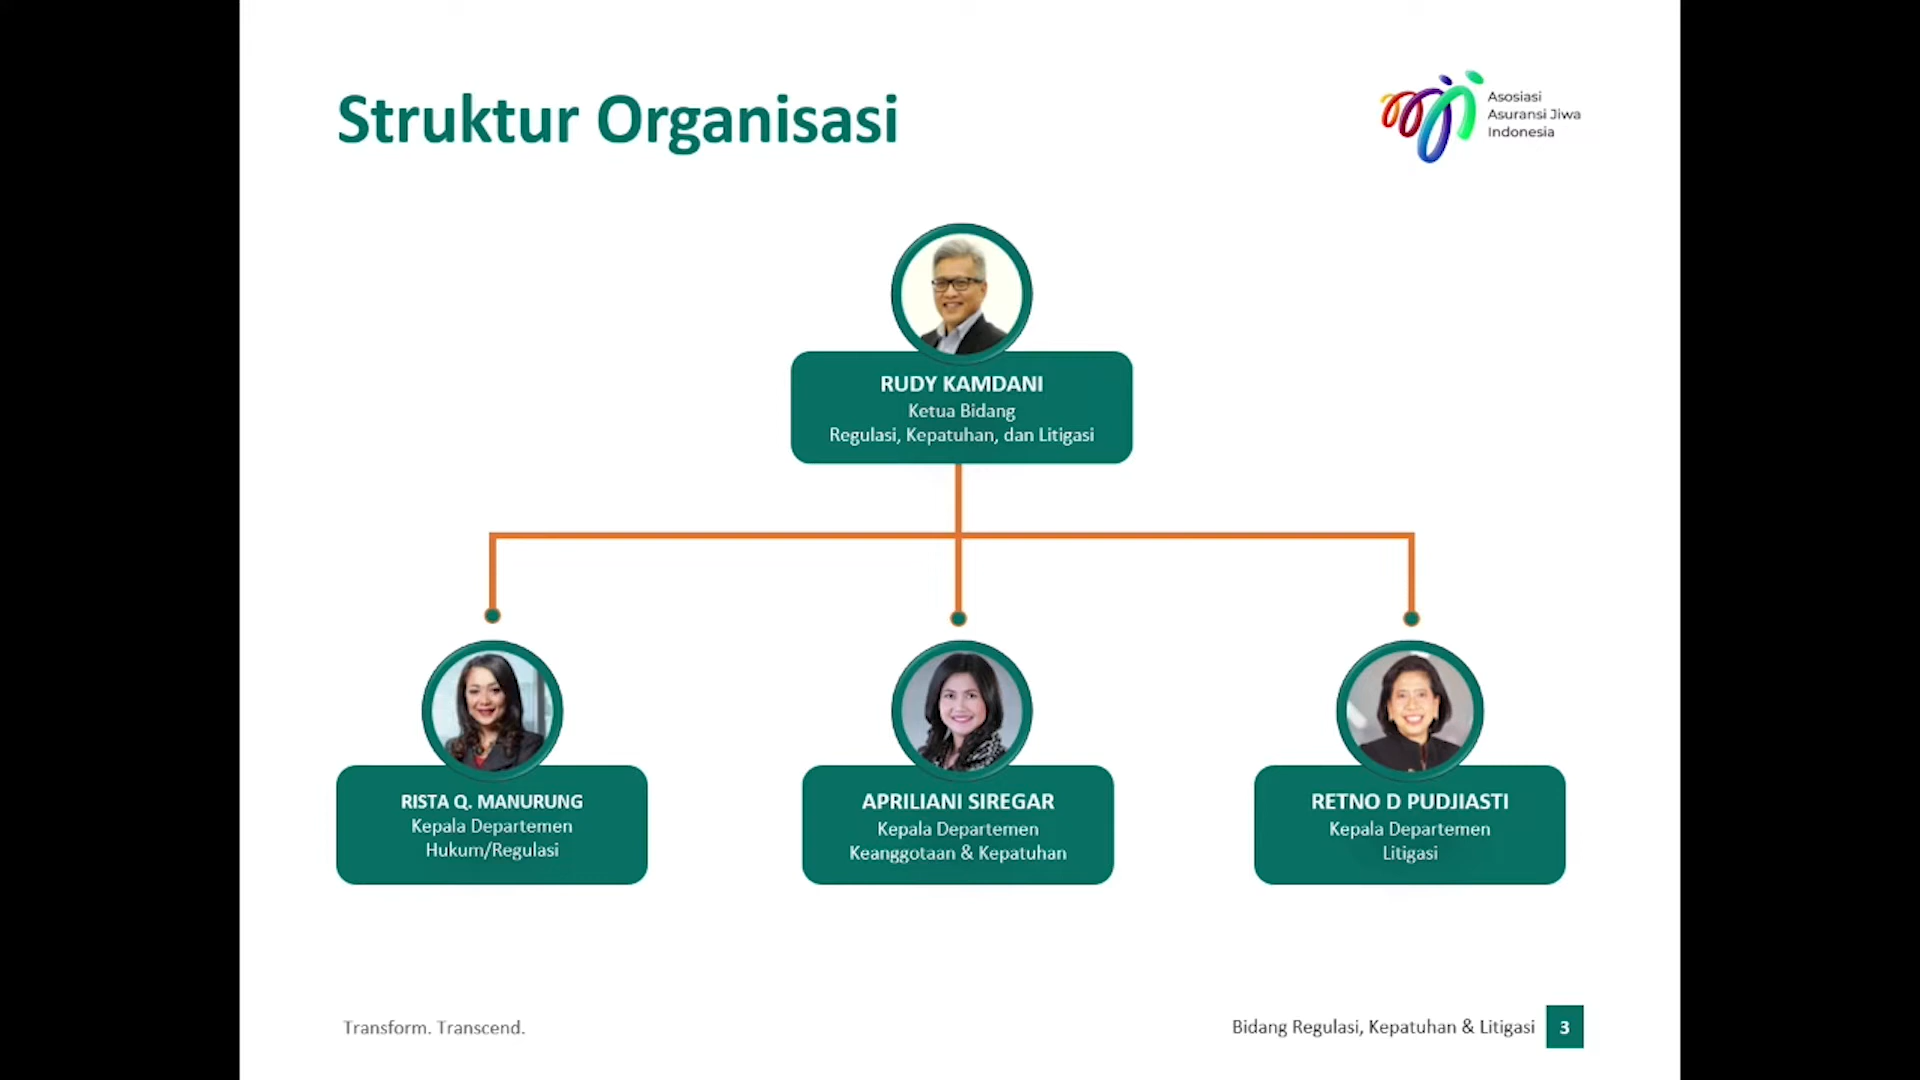 Struktur Organisasi
Asosiasi
Asuransi Jiwa
Indonesia
RUDY KAMDANI
Ketua Bidang
Regulasi, Kepatuhan, dan Litigasi
RISTA Q. MANURUNG
Kepala Departemen
Hukum/Regulasi
APRILIANI SIREGAR
Kepala Departemen
Keanggotaan & Kepatuhan
RETNO D PUDJIASTI
Kepala Departemen
Litigasi
Transform. Transcend.
Bidang Regulasi, Kepatuhan & Litigasi
3